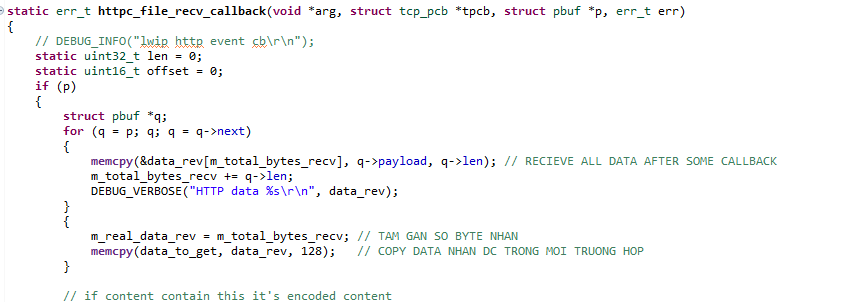 static err_t httpc_file_recv_callback(void *arg, struct tcp_pcb *tpcb, struct pbuf *p, err_t err)
{
    // DEBUG_INFO("lwip http event cb\r\n");
    static uint32_t len = 0;
    static uint16_t offset = 0;
    if (p)
    {
        struct pbuf *q;
        for (q = p; q; q = q->next)
        {
            memcpy(&data_rev[m_total_bytes_recv], q->payload, q->len); // RECIEVE ALL DATA AFTER SOME CALLBACK
            m_total_bytes_recv += q->len;
            DEBUG_VERBOSE("HTTP data %s\r\n", data_rev);
        }
        {
            m_real_data_rev = m_total_bytes_recv; // TAM GAN SO BYTE NHAN
            memcpy(data_to_get, data_rev, 128);   // COPY DATA NHAN DC TRONG MOI TRUONG HOP
        }

        // if content contain this it's encoded content